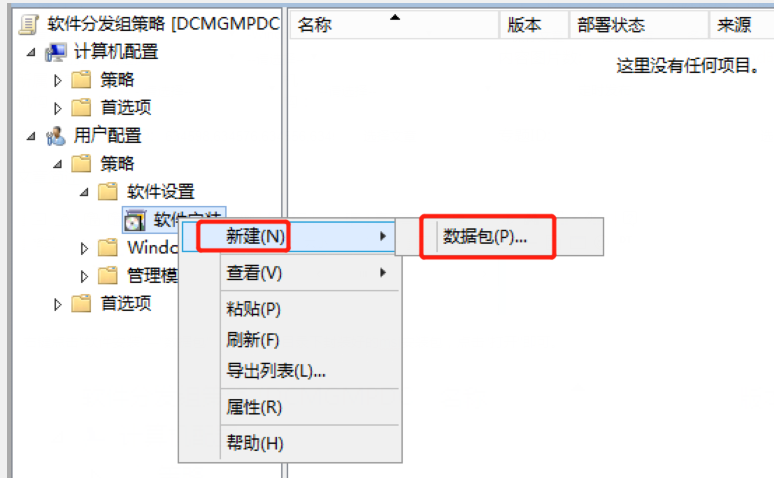 软件分发组策略 [DCMGMPDC
计算机配置
策略
首选项
用户配置
策略
软件设置
软件安装
Windo
管理模
首选项
名称
版本
部署状态
来源
这里没有任何项目。
新建(N)
查看(V)
粘贴(P)
刷新(F)
导出列表(L)...
属性(R)
帮助(H)
数据包(P)...